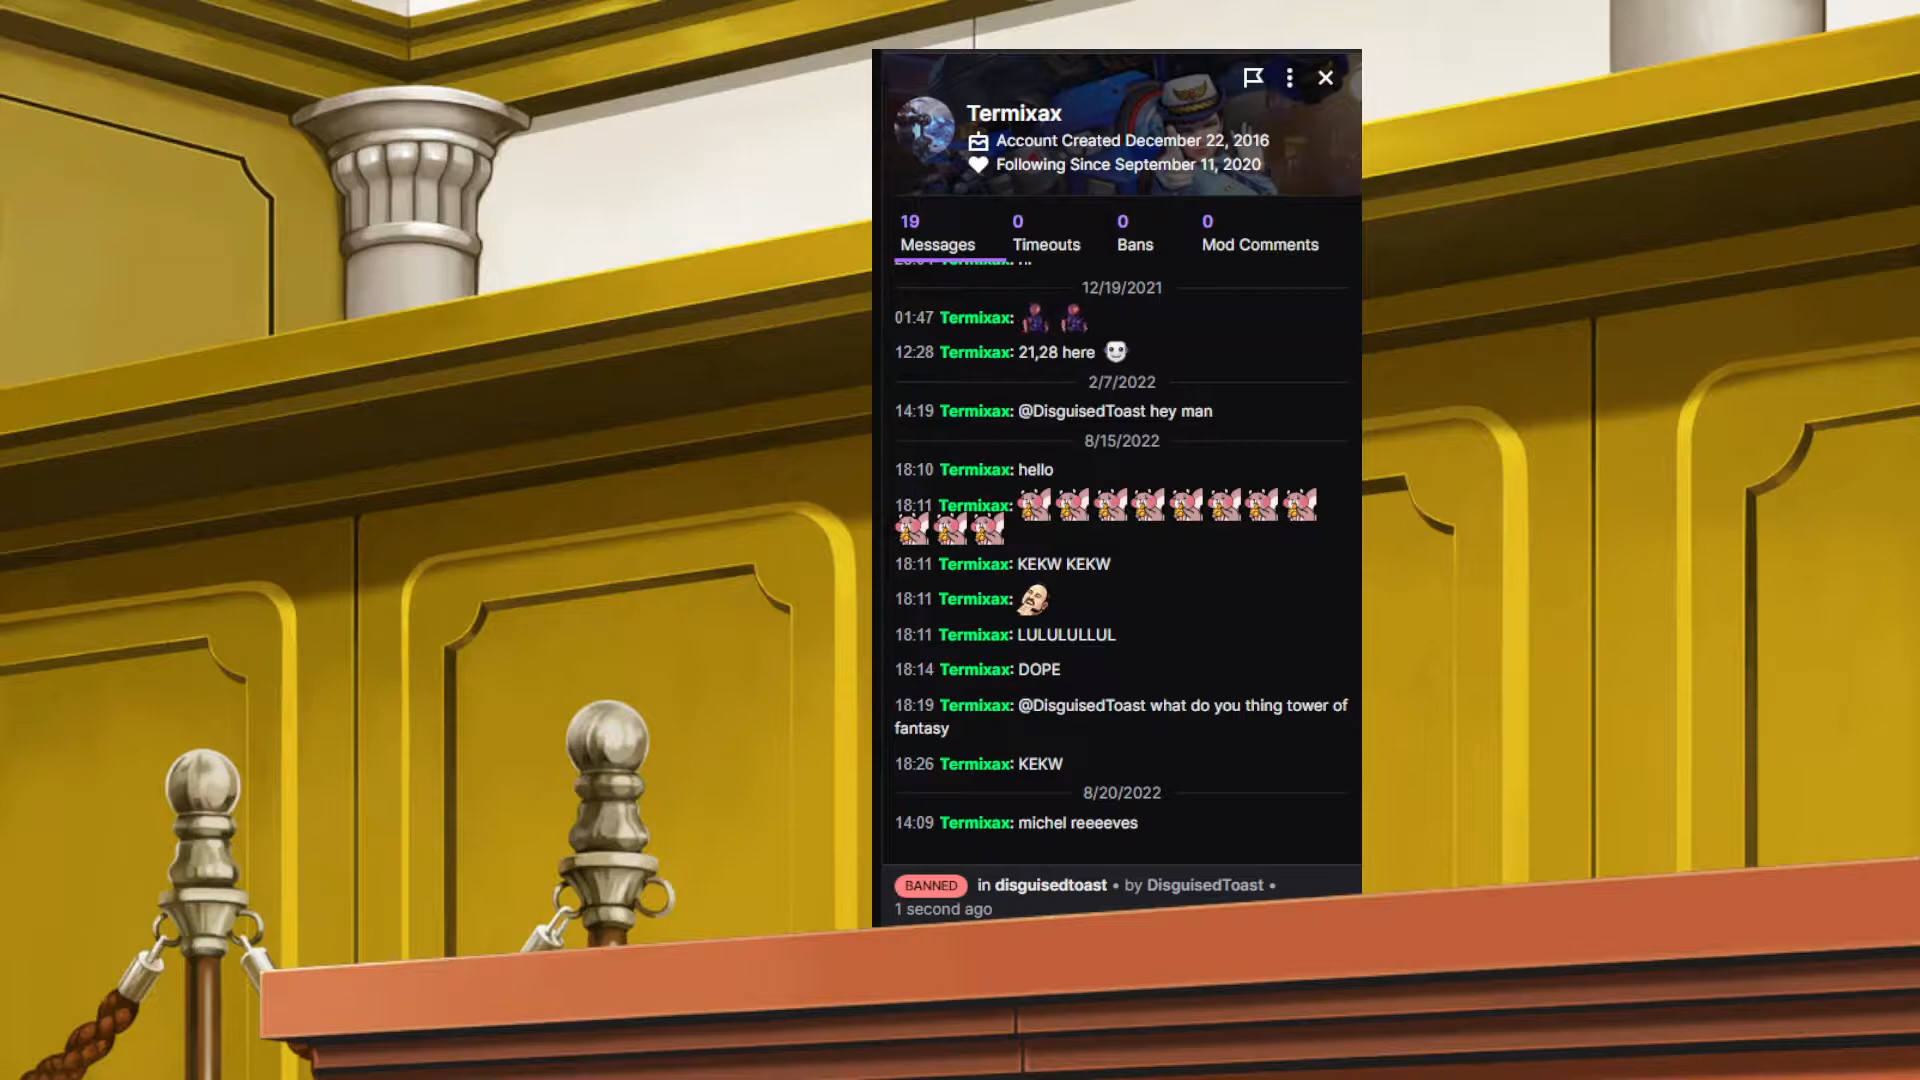 Termixax
Account Created December 22, 2016
Following Since September 11, 2020
19 0 0 0
Messages Timeouts Bans Mod Comments
12/19/2021
01:47 Termixax:
12:28 Termixax: 21,28 here
2/7/2022
14:19 Termixax: @DisguisedToast hey man
8/15/2022
18:10 Termixax: hello
18:11 Termixax:
18:11 Termixax: KEKW KEKW
18:11 Termixax:
18:11 Termixax: LULULULLUL
18:14 Termixax: DOPE
18:19 Termixax: @DisguisedToast what do you thing tower of
fantasy
18:26 Termixax: KEKW
8/20/2022
14:09 Termixax: michel reeeeves
BANNED in disguisedtoast • by DisguisedToast •
1 second ago